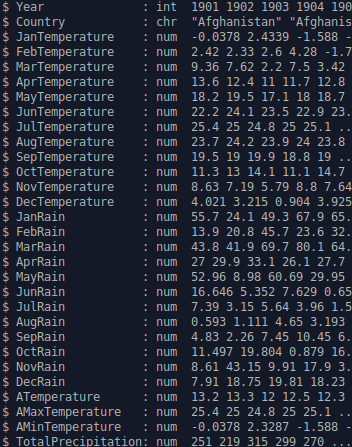 $ Year : int 1901 1902 1903 1904 190
$ Country : chr "Afghanistan" "Afghanis
$ JanTemperature : num -0.0378 2.4339 -1.588 -
$ FebTemperature : num 2.42 2.33 2.6 4.28 -1.7
$ MarTemperature : num 9.36 7.62 2.2 7.5 3.42
$ AprTemperature : num 13.6 12.4 11 11.7 12.8
$ MayTemperature : num 18.2 19.5 17.1 18 18.7
$ JunTemperature : num 22.2 24.1 23.5 22.9 23.
$ JulTemperature : num 25.4 25 24.8 25 25.1 ..
$ AugTemperature : num 23.7 24.2 23.9 24 23.8
$ SepTemperature : num 19.5 19 19.9 18.8 19 ..
$ OctTemperature : num 11.3 13 14.1 11.1 14.7
$ NovTemperature : num 8.63 7.19 5.79 8.8 7.64
$ DecTemperature : num 4.021 3.215 0.904 3.925
$ JanRain : num 55.7 24.1 49.3 67.9 65.
$ FebRain : num 13.9 20.8 45.7 23.6 32.
$ MarRain : num 43.8 41.9 69.7 80.1 64.
$ AprRain : num 27 29.9 33.1 26.1 27.7
$ MayRain : num 52.96 8.98 60.69 29.95
$ JunRain : num 16.646 5.352 7.629 0.65
$ JulRain : num 7.39 3.15 5.64 3.96 1.5
$ AugRain : num 0.593 1.111 4.65 3.193
$ SepRain : num 4.83 2.26 7.45 10.45 6.
$ OctRain : num 11.497 19.804 0.879 16.
$ NovRain : num 8.61 43.15 9.91 17.9 3.
$ DecRain : num 7.91 18.75 19.81 18.23
$ ATemperature : num 13.2 13.3 12 12.5 12.3
$ AMaxTemperature : num 25.4 25 24.8 25 25.1 ..
$ AMinTemperature : num -0.0378 2.3287 -1.588 -
$ TotalPrecipitation: num 251 219 315 299 270 ..